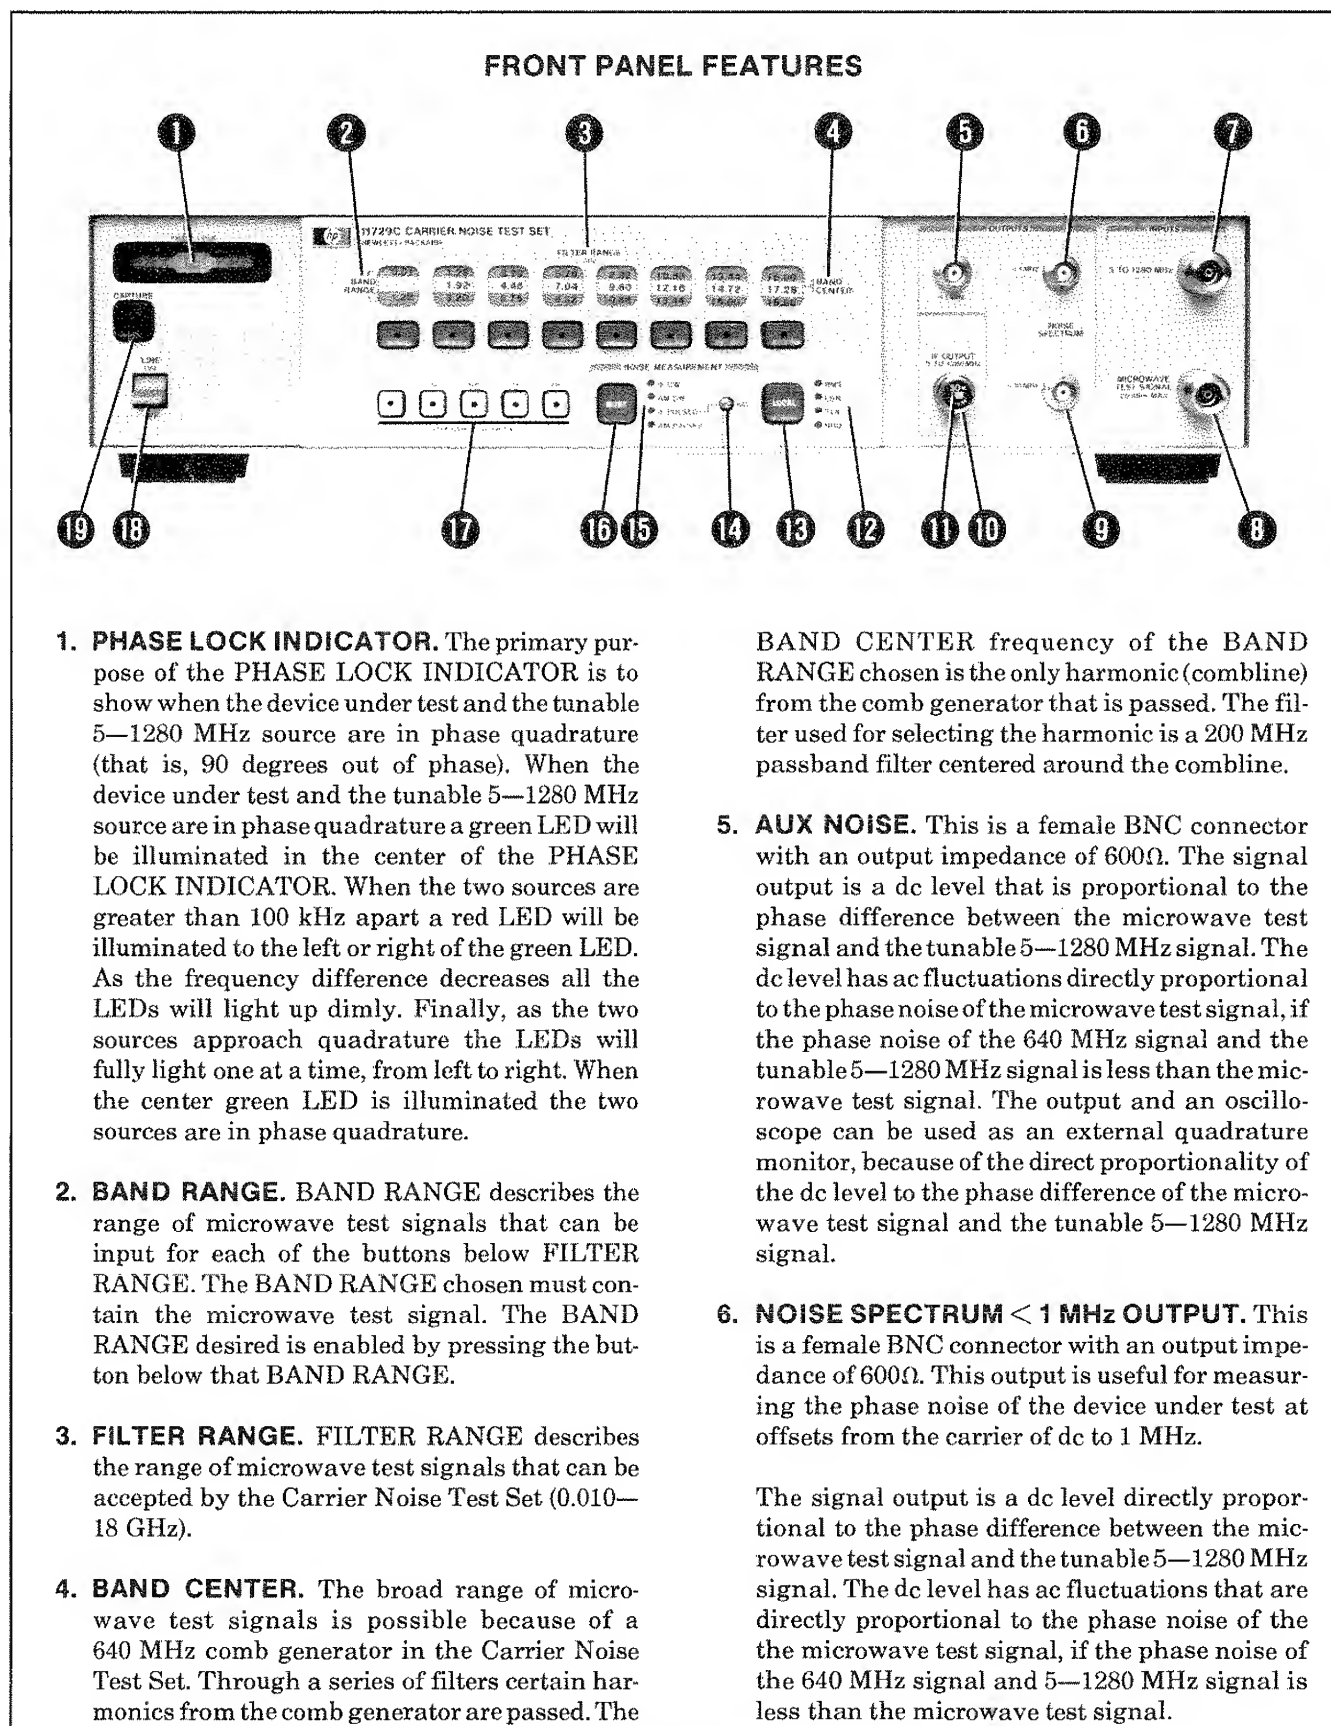 FRONT PANEL FEATURES
1 2 3 4 5 6 7
hp 11729C CARRIER NOISE TEST SET
HEWLETT-PACKARD
FILTER RANGE
BAND RANGE
1.92 4.48 7.04 9.60 12.16 14.72 17.28
BAND CENTER
OUTPUTS
INPUTS
5 TO 1280 MHz
CAPTURE
NOISE SPECTRUM
LINE
NOISE MEASUREMENT
IF OUTPUT
MICROWAVE TEST SIGNAL
LOCAL
19 18 17 16 15 14 13 12 11 10 9 8
1. PHASE LOCK INDICATOR. The primary pur-
pose of the PHASE LOCK INDICATOR is to
show when the device under test and the tunable
5—1280 MHz source are in phase quadrature
(that is, 90 degrees out of phase). When the
device under test and the tunable 5—1280 MHz
source are in phase quadrature a green LED will
be illuminated in the center of the PHASE
LOCK INDICATOR. When the two sources are
greater than 100 kHz apart a red LED will be
illuminated to the left or right of the green LED.
As the frequency difference decreases all the
LEDs will light up dimly. Finally, as the two
sources approach quadrature the LEDs will
fully light one at a time, from left to right. When
the center green LED is illuminated the two
sources are in phase quadrature.
2. BAND RANGE. BAND RANGE describes the
range of microwave test signals that can be
input for each of the buttons below FILTER
RANGE. The BAND RANGE chosen must con-
tain the microwave test signal. The BAND
RANGE desired is enabled by pressing the but-
ton below that BAND RANGE.
3. FILTER RANGE. FILTER RANGE describes
the range of microwave test signals that can be
accepted by the Carrier Noise Test Set (0.010—
18 GHz).
4. BAND CENTER. The broad range of micro-
wave test signals is possible because of a
640 MHz comb generator in the Carrier Noise
Test Set. Through a series of filters certain har-
monics from the comb generator are passed. The
BAND CENTER frequency of the BAND
RANGE chosen is the only harmonic (combline)
from the comb generator that is passed. The fil-
ter used for selecting the harmonic is a 200 MHz
passband filter centered around the combline.
5. AUX NOISE. This is a female BNC connector
with an output impedance of 600Ω. The signal
output is a dc level that is proportional to the
phase difference between the microwave test
signal and the tunable 5—1280 MHz signal. The
dc level has ac fluctuations directly proportional
to the phase noise of the microwave test signal, if
the phase noise of the 640 MHz signal and the
tunable 5—1280 MHz signal is less than the mic-
rowave test signal. The output and an oscillo-
scope can be used as an external quadrature
monitor, because of the direct proportionality of
the dc level to the phase difference of the micro-
wave test signal and the tunable 5—1280 MHz
signal.
6. NOISE SPECTRUM < 1 MHz OUTPUT. This
is a female BNC connector with an output impe-
dance of 600Ω. This output is useful for measur-
ing the phase noise of the device under test at
offsets from the carrier of dc to 1 MHz.
The signal output is a dc level directly propor-
tional to the phase difference between the mic-
rowave test signal and the tunable 5—1280 MHz
signal. The dc level has ac fluctuations that are
directly proportional to the phase noise of the
the microwave test signal, if the phase noise of
the 640 MHz signal and 5—1280 MHz signal is
less than the microwave test signal.